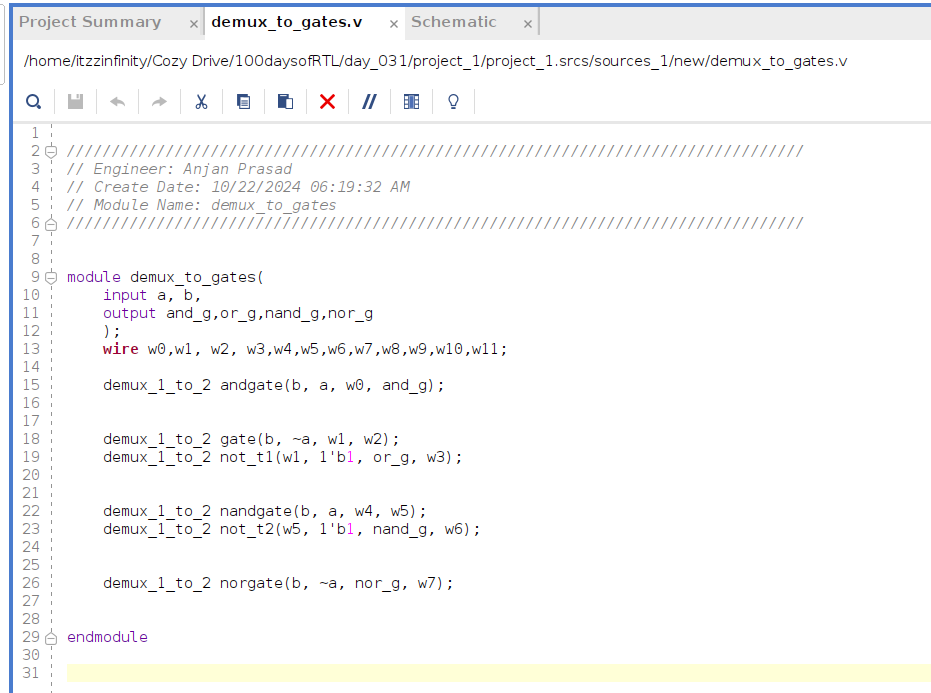 Project Summary × demux_to_gates.v × Schematic ×
/home/itzzinfinity/Cozy Drive/100daysofRTL/day_031/project_1/project_1.srcs/sources_1/new/demux_to_gates.v
1
2 //////////////////////////////////////////////////////////////////////////////////
3 // Engineer: Anjan Prasad
4 // Create Date: 10/22/2024 06:19:32 AM
5 // Module Name: demux_to_gates
6 //////////////////////////////////////////////////////////////////////////////////
7
8
9 module demux_to_gates(
10 input a, b,
11 output and_g,or_g,nand_g,nor_g
12 );
13 wire w0,w1, w2, w3,w4,w5,w6,w7,w8,w9,w10,w11;
14
15 demux_1_to_2 andgate(b, a, w0, and_g);
16
17
18 demux_1_to_2 gate(b, ~a, w1, w2);
19 demux_1_to_2 not_t1(w1, 1'b1, or_g, w3);
20
21
22 demux_1_to_2 nandgate(b, a, w4, w5);
23 demux_1_to_2 not_t2(w5, 1'b1, nand_g, w6);
24
25
26 demux_1_to_2 norgate(b, ~a, nor_g, w7);
27
28
29 endmodule
30
31